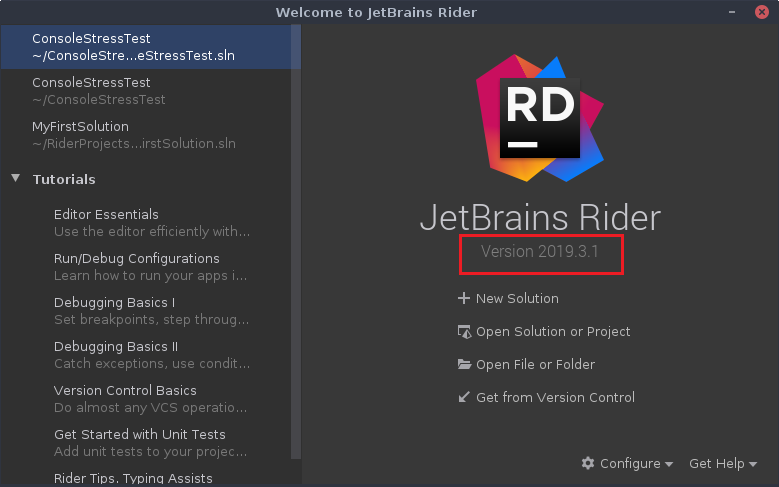 Welcome to JetBrains Rider
ConsoleStressTest
~/ConsoleStre...eStressTest.sln
ConsoleStressTest
~/ConsoleStressTest
MyFirstSolution
~/RiderProjects...irstSolution.sln
Tutorials
Editor Essentials
Use the editor efficiently with...
Run/Debug Configurations
Learn how to run your apps i...
Debugging Basics I
Set breakpoints, step throug...
Debugging Basics II
Catch exceptions, use condit...
Version Control Basics
Do almost any VCS operatio...
Get Started with Unit Tests
Add unit tests to your projec...
Rider Tips. Typing Assists
RD
JetBrains Rider
Version 2019.3.1
New Solution
Open Solution or Project
Open File or Folder
Get from Version Control
Configure
Get Help